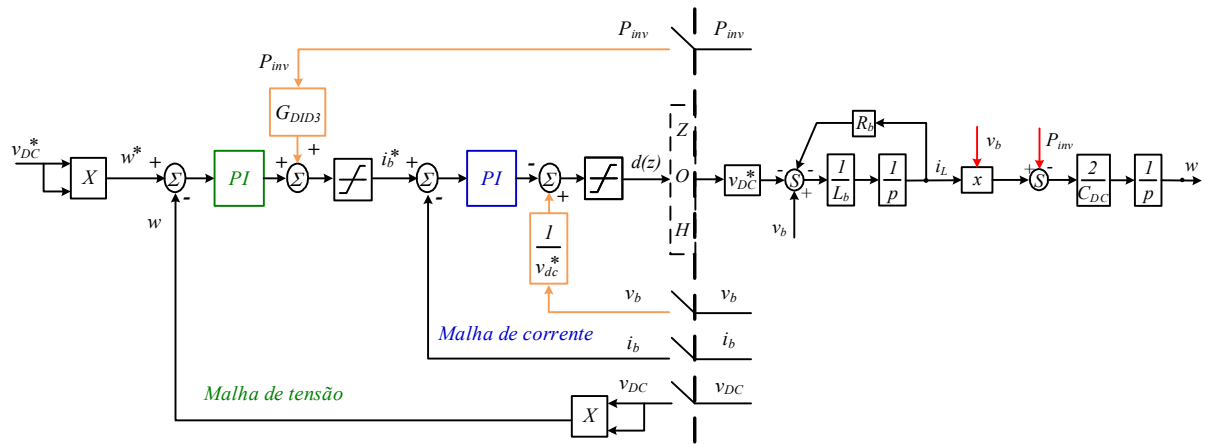 P_inv
P_inv
P_inv
G_DID3
v_DC*
X
w*
+
Σ
-
PI
+
+
Σ
i_b*
+
Σ
-
PI
-
Σ
+
d(z)
Z
O
H
v_DC*
-
-
S
+
R_b
1
L_b
1
p
i_L
v_b
x
P_inv
+
-
S
2
C_DC
1
p
w
w
1
v_dc*
v_b
v_b
v_b
Malha de corrente
i_b
i_b
Malha de tensão
v_DC
v_DC
X